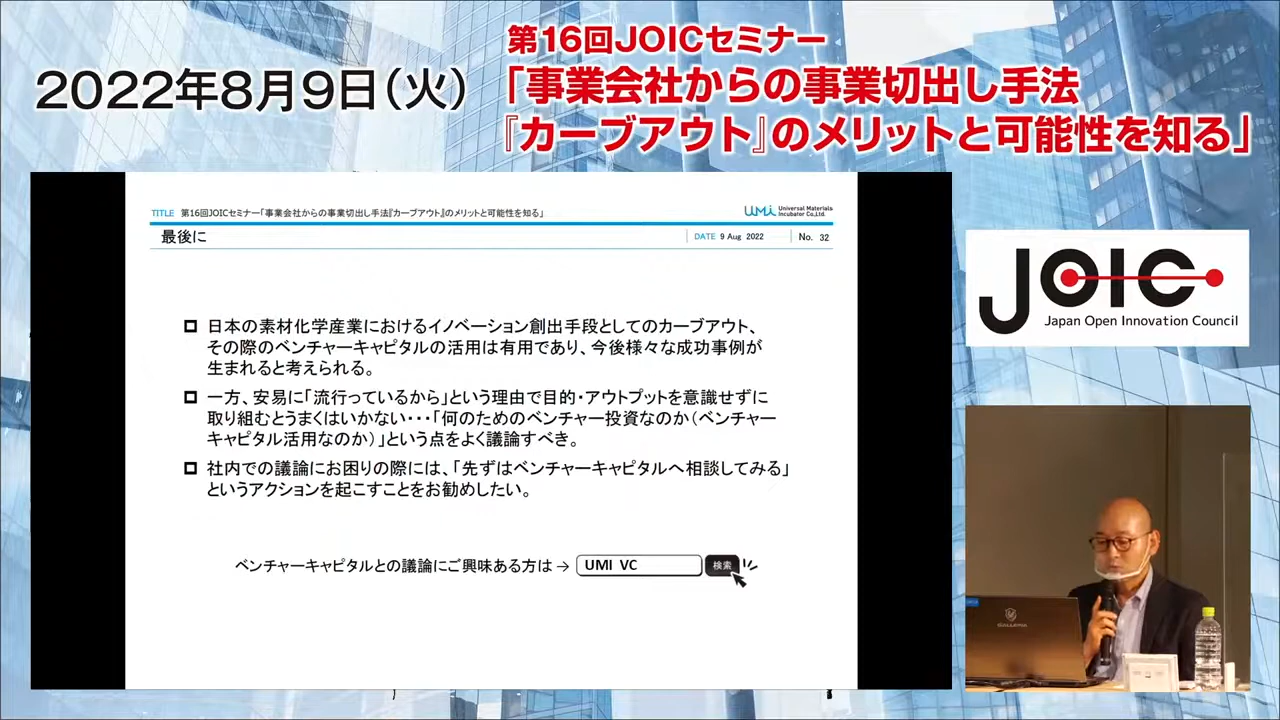 第16回JOICセミナー
2022年8月9日(火)
「事業会社からの事業切出し手法
『カーブアウト』のメリットと可能性を知る」
TITLE 第16回JOICセミナー「事業会社からの事業切出し手法『カーブアウト』のメリットと可能性を知る」
UMI Universal Materials
Incubator Co.,Ltd.
最後に
DATE 9 Aug 2022
No. 32
日本の素材化学産業におけるイノベーション創出手段としてのカーブアウト、
その際のベンチャーキャピタルの活用は有用であり、今後様々な成功事例が
生まれると考えられる。
一方、安易に「流行っているから」という理由で目的・アウトプットを意識せずに
取り組むとうまくはいかない・・・「何のためのベンチャー投資なのか(ベンチャー
キャピタル活用なのか)」という点をよく議論すべき。
社内での議論にお困りの際には、「先ずはベンチャーキャピタルへ相談してみる」
というアクションを起こすことをお勧めしたい。
ベンチャーキャピタルとの議論にご興味ある方は→ UMI VC 検索
JOIC
Japan Open Innovation Council
GALLERIA